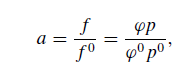 a = f / f⁰ = φp / φ⁰p⁰,